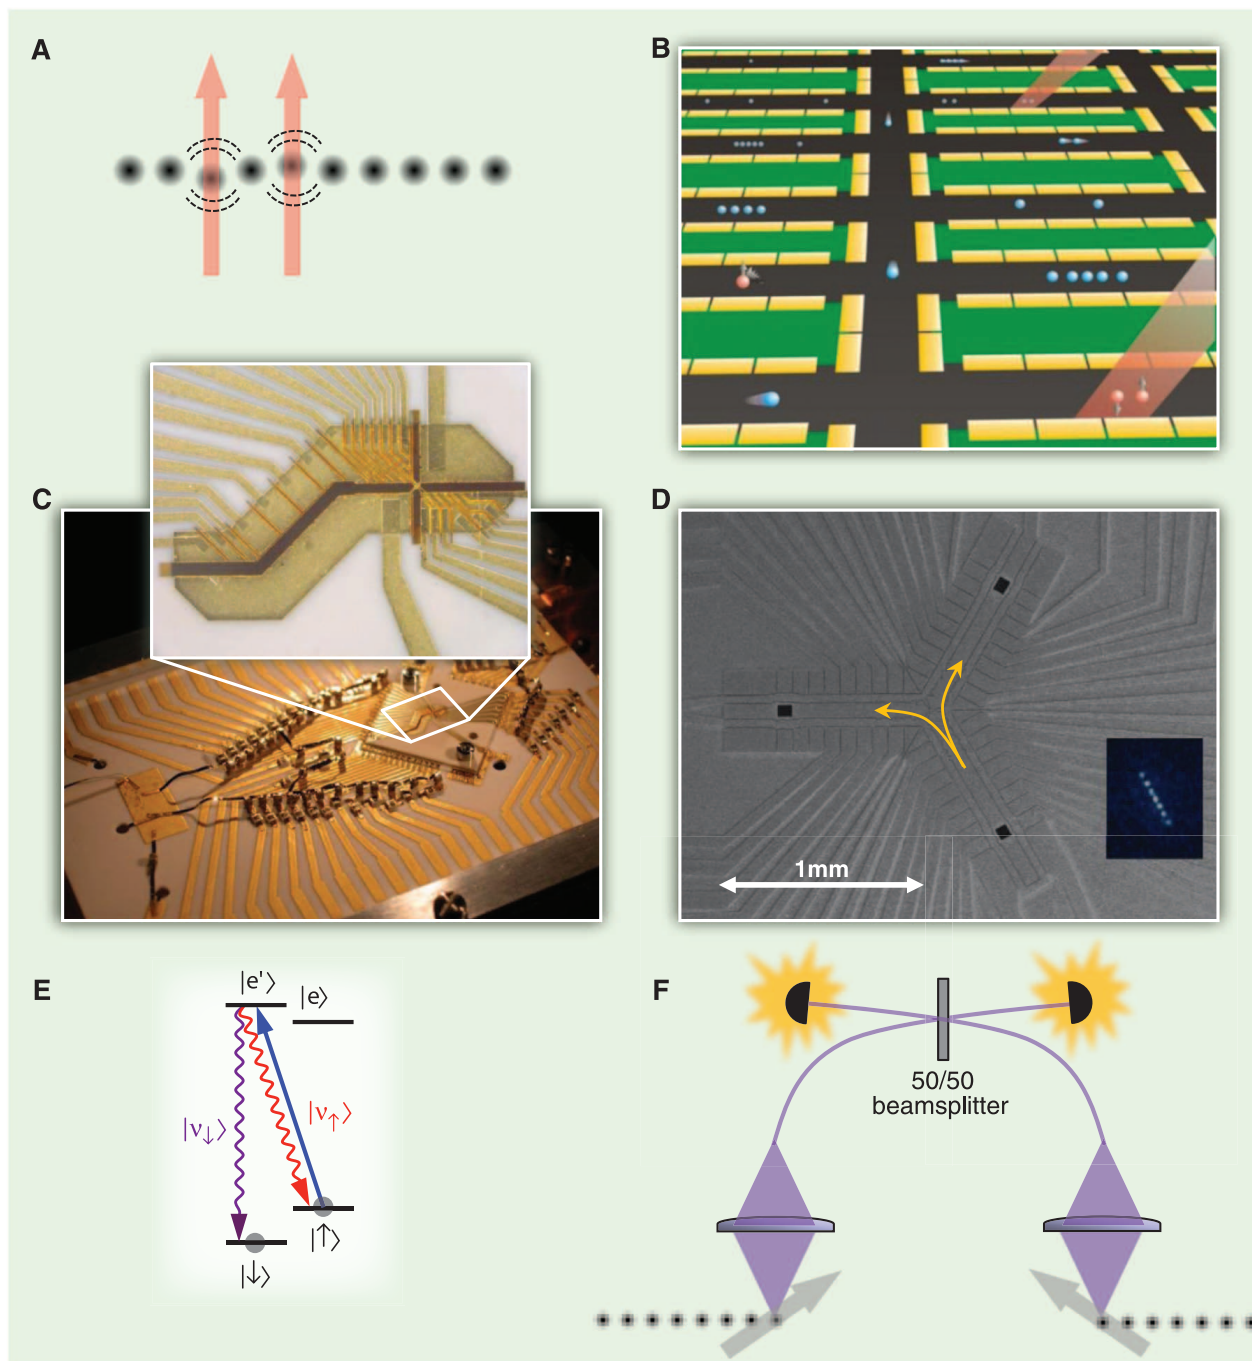 A
B
C
D
1mm
E
|e'⟩
|e⟩
|ν↓⟩
|ν↑⟩
|↑⟩
|↓⟩
F
50/50
beamsplitter